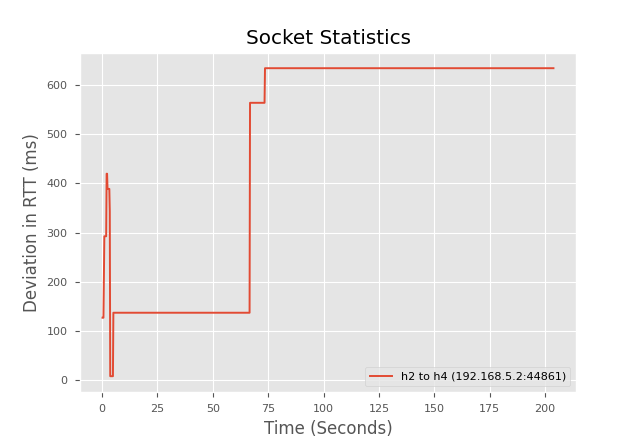 Socket Statistics
Deviation in RTT (ms)
600
500
400
300
200
100
0
h2 to h4 (192.168.5.2:44861)
0 25 50 75 100 125 150 175 200
Time (Seconds)